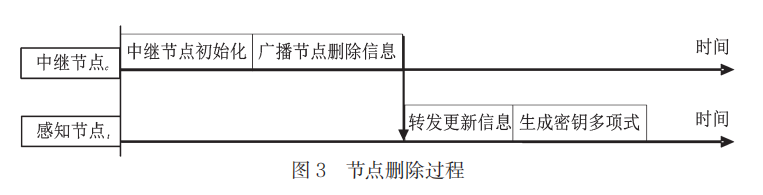 中继节点c
中继节点初始化
广播节点删除信息
时间
感知节点i
转发更新信息
生成密钥多项式
时间
图 3 节点删除过程